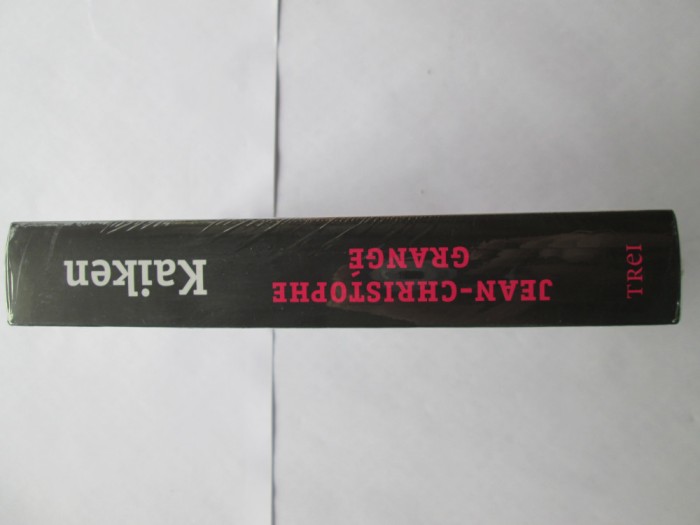 JEAN-CHRISTOPHE
GRANGÉ
Kaiken
TREI